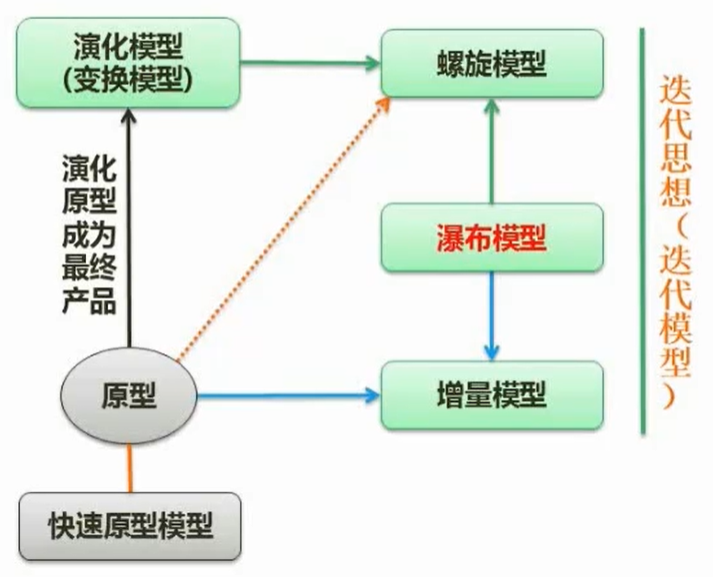 演化模型
(变换模型)
螺旋模型
演化
原型
成为
最终
产品
瀑布模型
原型
增量模型
快速原型模型
迭代思想（迭代模型）